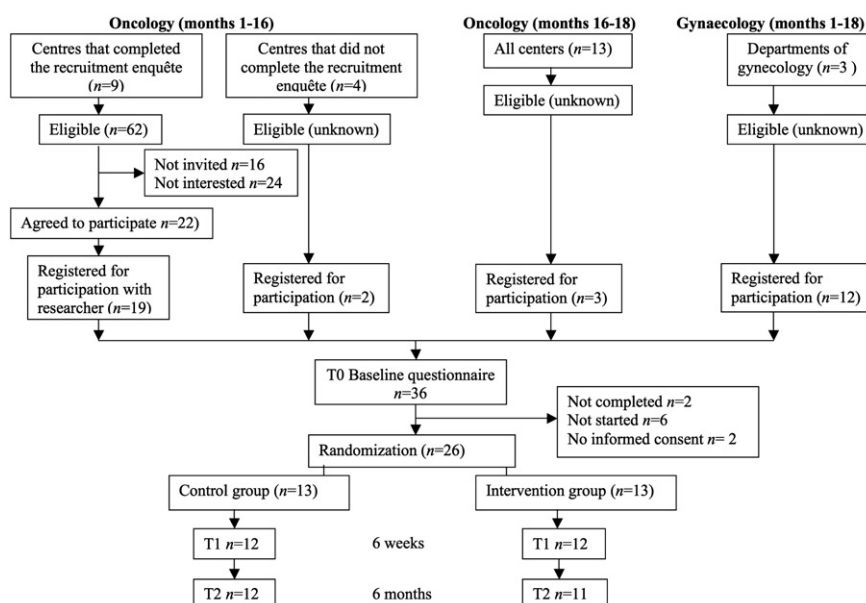 Oncology (months 1-16)
Oncology (months 16-18)
Gynaecology (months 1-18)
Centres that completed
the recruitment enquête
(n=9)
Centres that did not
complete the recruitment
enquête (n=4)
All centers (n=13)
Departments of
gynecology (n=3 )
Eligible (n=62)
Eligible (unknown)
Eligible (unknown)
Eligible (unknown)
Not invited n=16
Not interested n=24
Agreed to participate n=22)
Registered for
participation with
researcher (n=19)
Registered for
participation (n=2)
Registered for
participation (n=3)
Registered for
participation (n=12)
T0 Baseline questionnaire
n=36
Not completed n=2
Not started n=6
No informed consent n= 2
Randomization (n=26)
Control group (n=13)
Intervention group (n=13)
T1 n=12
6 weeks
T1 n=12
T2 n=12
6 months
T2 n=11